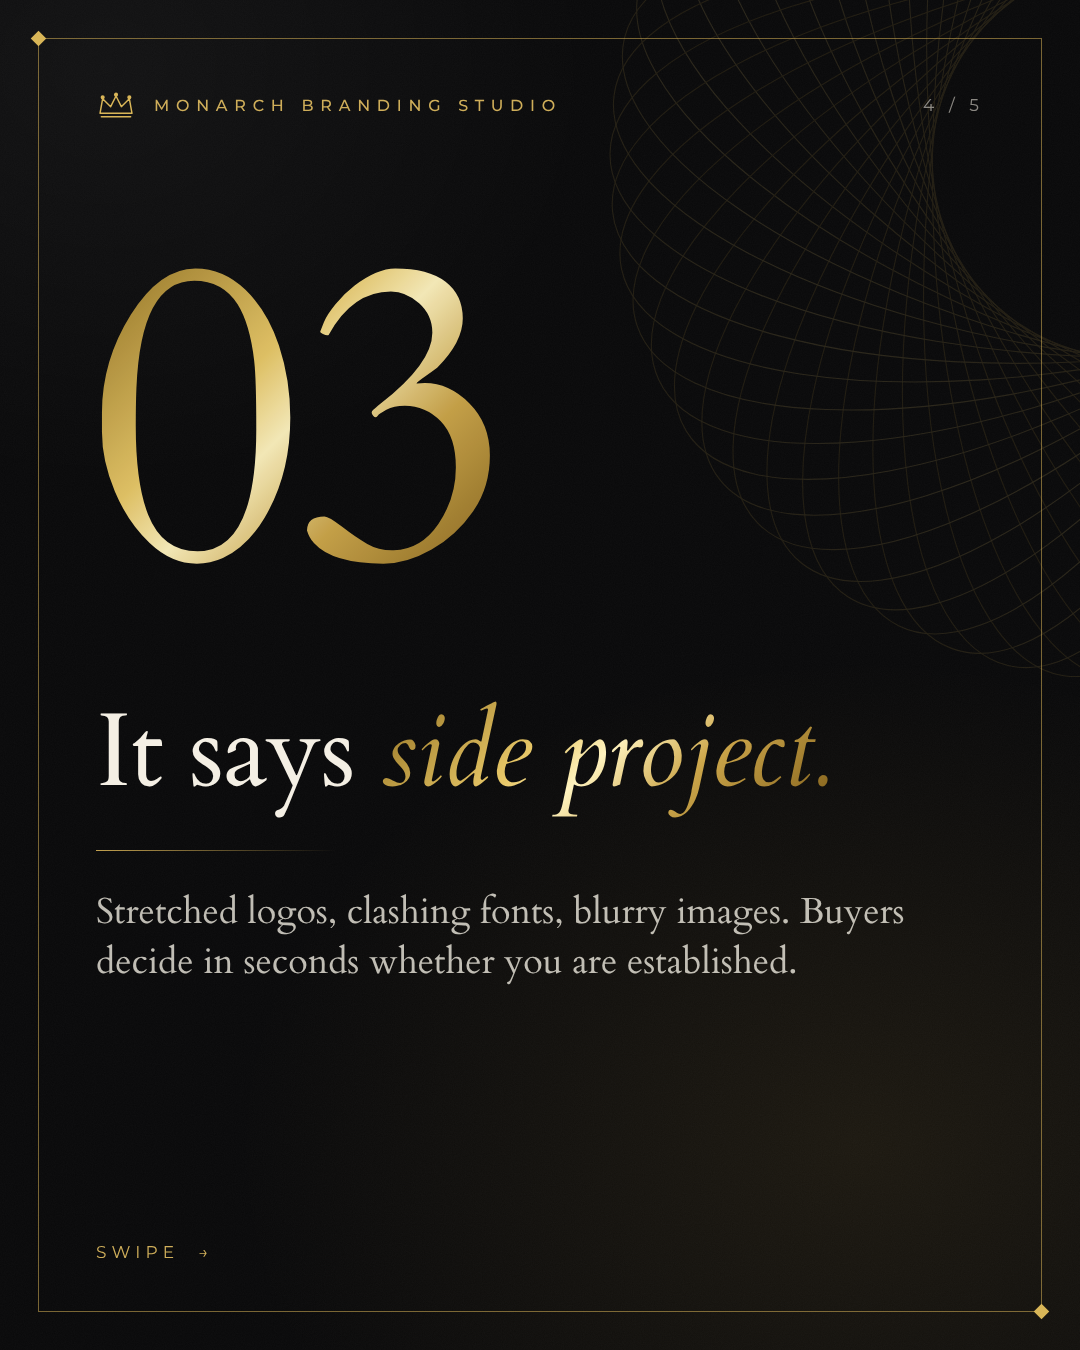 MONARCH BRANDING STUDIO
4 / 5
03
It says side project.
Stretched logos, clashing fonts, blurry images. Buyers
decide in seconds whether you are established.
SWIPE →